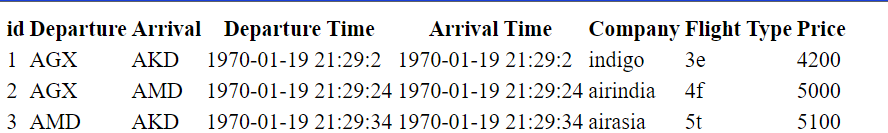 id Departure Arrival Departure Time Arrival Time Company Flight Type Price
1 AGX AKD 1970-01-19 21:29:2 1970-01-19 21:29:2 indigo 3e 4200
2 AGX AMD 1970-01-19 21:29:24 1970-01-19 21:29:24 airindia 4f 5000
3 AMD AKD 1970-01-19 21:29:34 1970-01-19 21:29:34 airasia 5t 5100